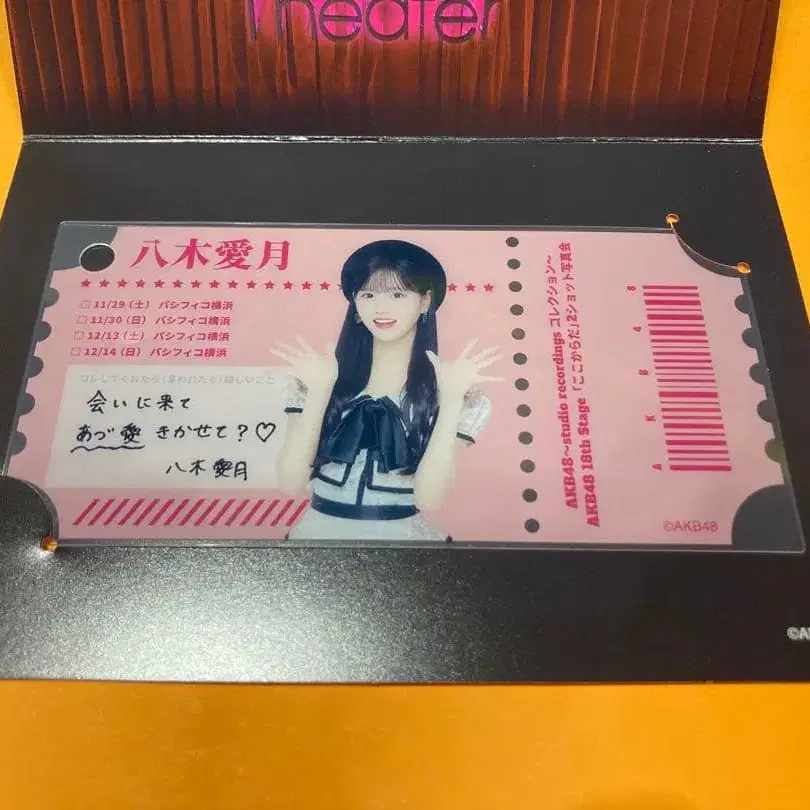 Theater
八木愛月
□ 11/29(土) パシフィコ横浜
□ 11/30(日) パシフィコ横浜
□ 12/13(土) パシフィコ横浜
□ 12/14(日) パシフィコ横浜
会いに来て
あづ愛 きかせて?♡
八木愛月
AKB48～studio recordings コレクション～
AKB48 18th Stage「ここからだ」2ショット写真会
AKB48
©AKB48